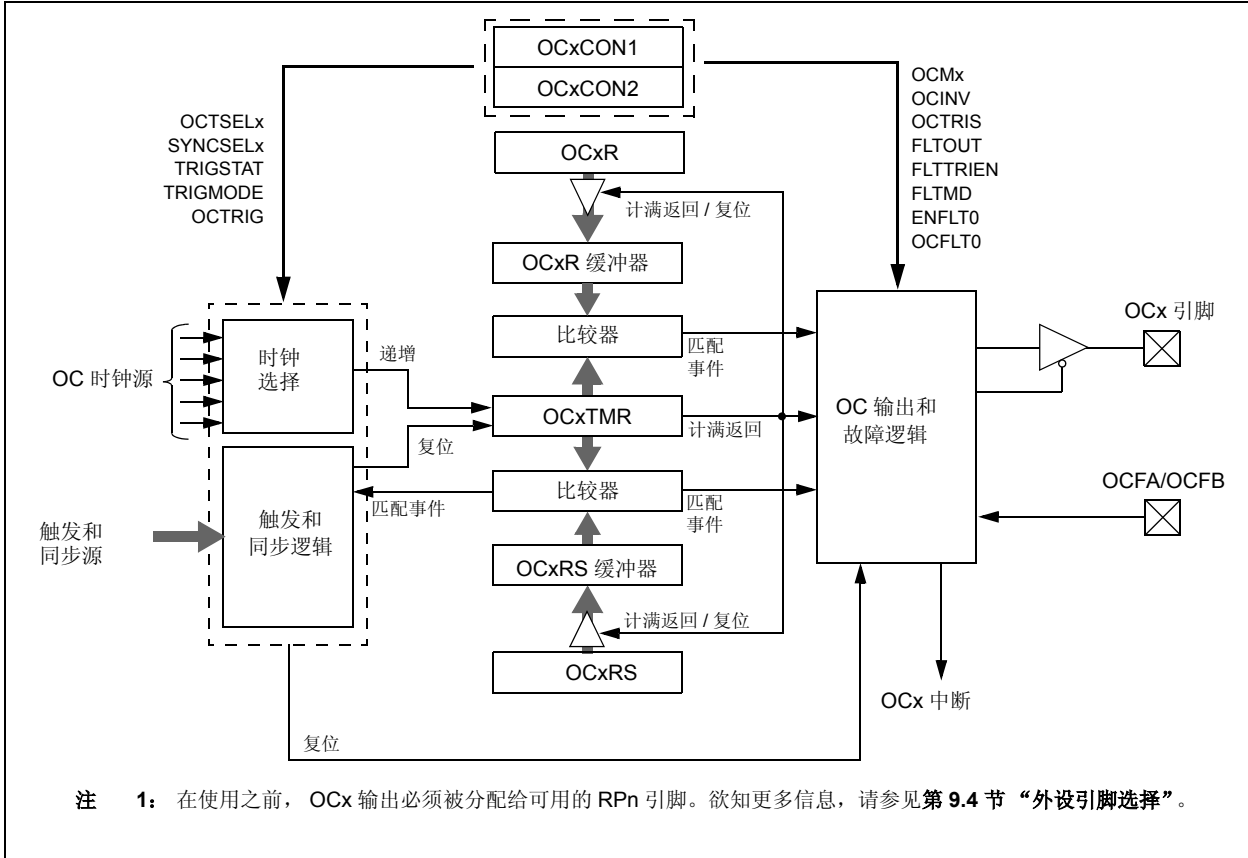 OCxCON1
OCxCON2
OCTSELx
SYNCSELx
TRIGSTAT
TRIGMODE
OCTRIG
OCMx
OCINV
OCTRIS
FLTOUT
FLTTRIEN
FLTMD
ENFLT0
OCFLT0
OCxR
计满返回 / 复位
OCxR 缓冲器
比较器
匹配
事件
OC 时钟源
时钟
选择
递增
OCxTMR
计满返回
复位
OC 输出和
故障逻辑
OCx 引脚
OCFA/OCFB
触发和
同步源
触发和
同步逻辑
匹配事件
比较器
匹配
事件
OCxRS 缓冲器
计满返回 / 复位
OCxRS
OCx 中断
复位
注 1： 在使用之前， OCx 输出必须被分配给可用的 RPn 引脚。欲知更多信息，请参见第 9.4 节 “外设引脚选择”。